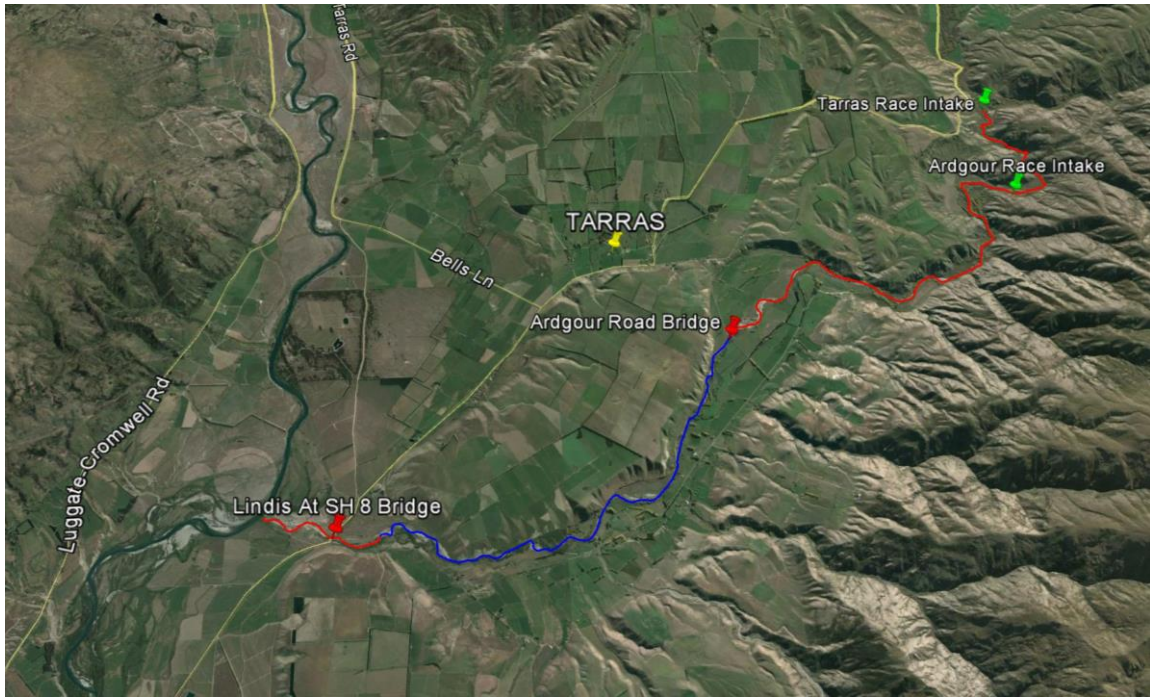 Tarras Rd
Tarras Race Intake
Ardgour Race Intake
TARRAS
Bells Ln
Ardgour Road Bridge
Luggate-Cromwell Rd
Lindis At SH 8 Bridge